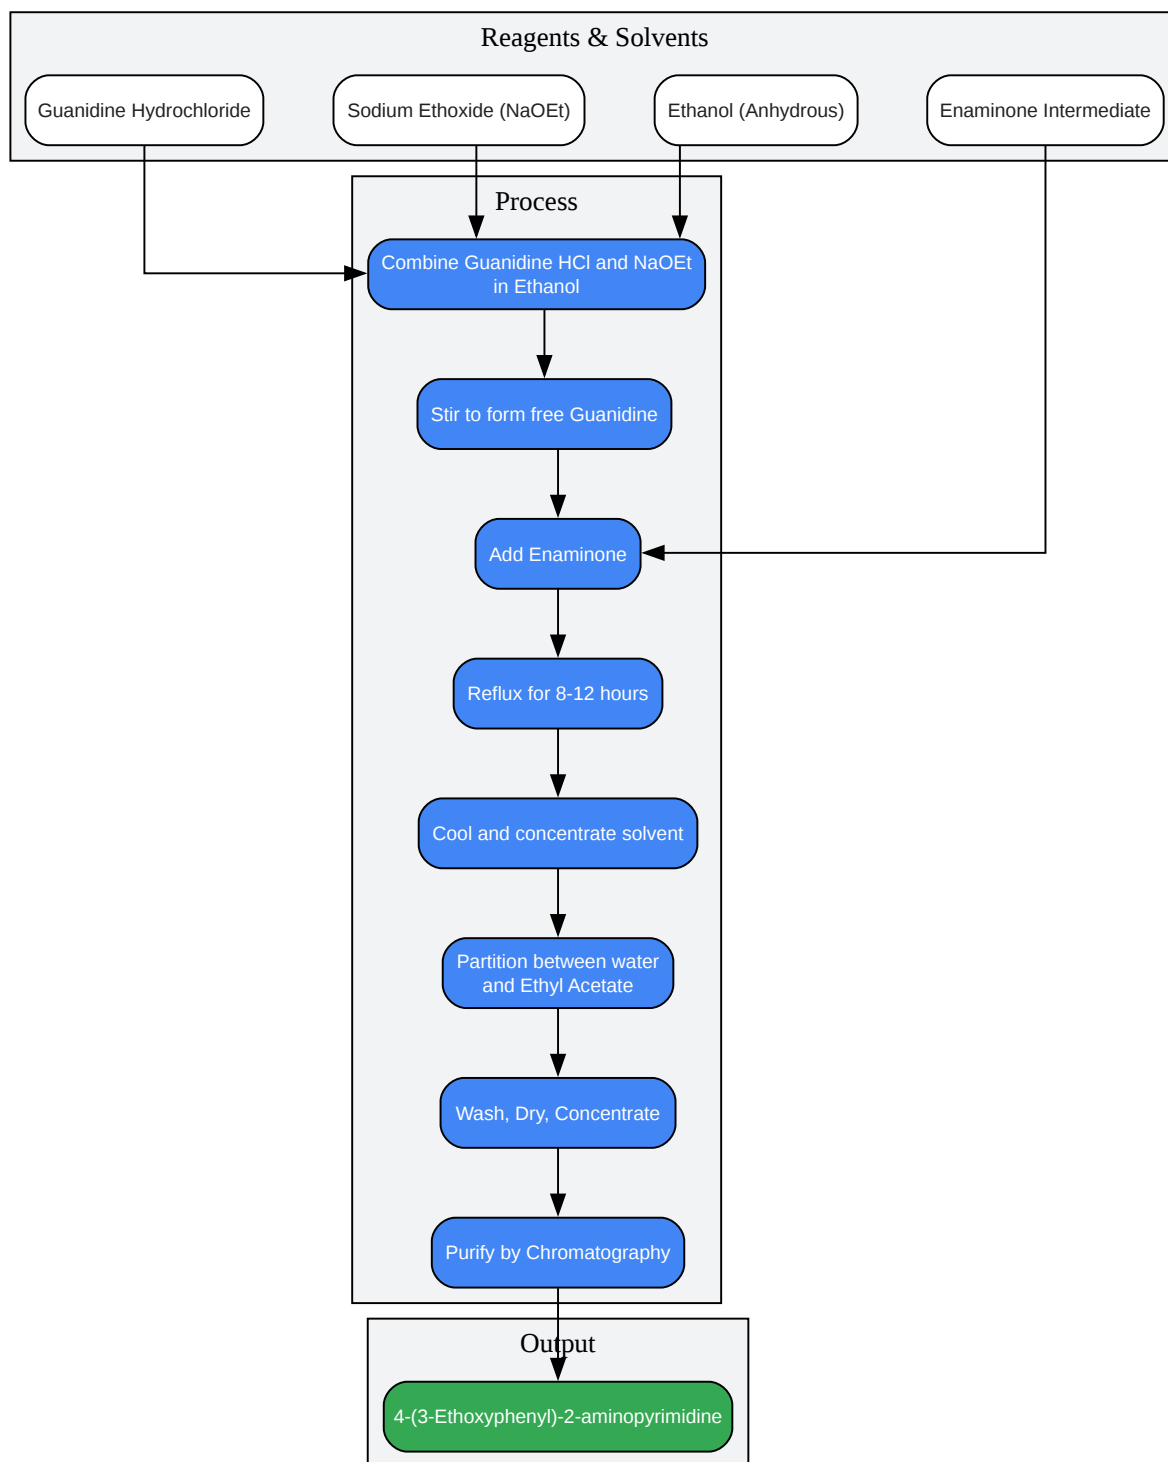 Reagents & Solvents
Guanidine Hydrochloride
Sodium Ethoxide (NaOEt)
Ethanol (Anhydrous)
Enaminone Intermediate
Process
Combine Guanidine HCl and NaOEt
in Ethanol
Stir to form free Guanidine
Add Enaminone
Reflux for 8-12 hours
Cool and concentrate solvent
Partition between water
and Ethyl Acetate
Wash, Dry, Concentrate
Purify by Chromatography
Output
4-(3-Ethoxyphenyl)-2-aminopyrimidine